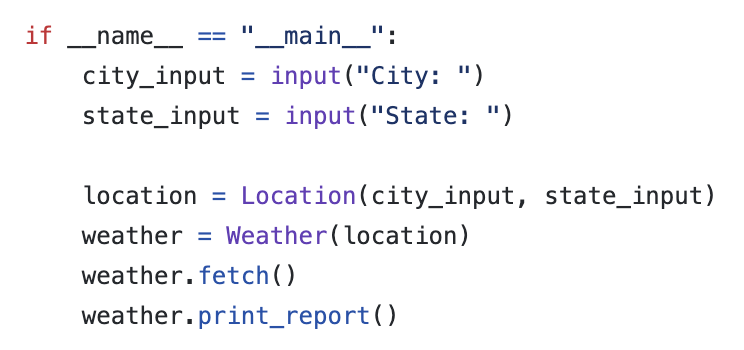 if __name__ == "__main__":
    city_input = input("City: ")
    state_input = input("State: ")

    location = Location(city_input, state_input)
    weather = Weather(location)
    weather.fetch()
    weather.print_report()